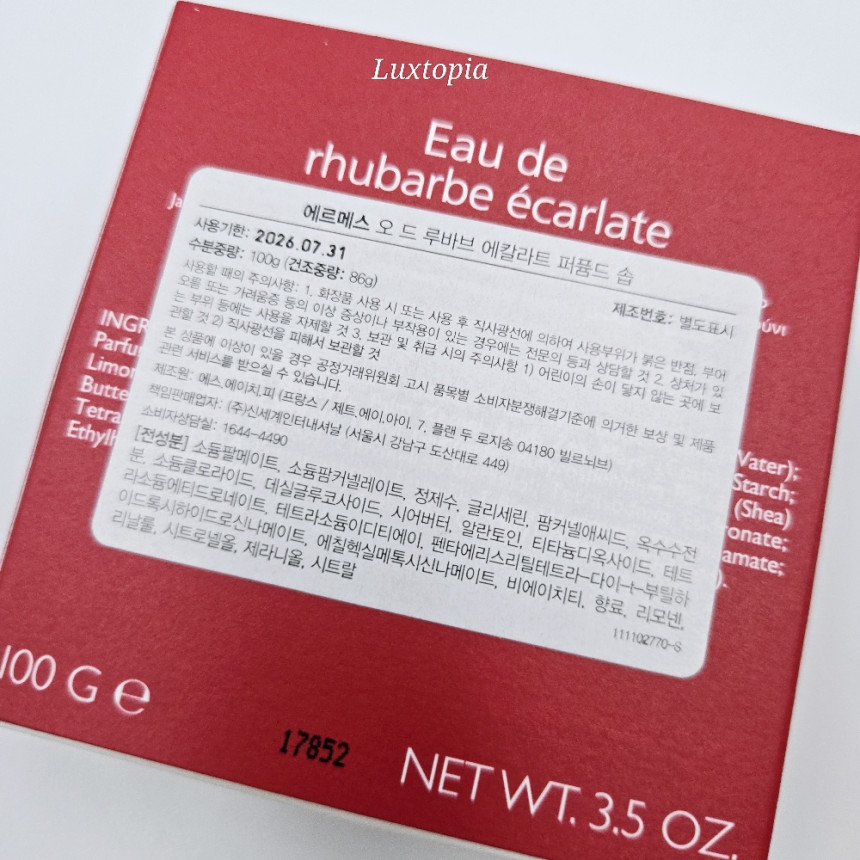 Luxtopia
Eau de
rhubarbe écarlate
에르메스 오 드 루바브 에칼라트 퍼퓸드 솝
사용기한: 2026.07.31
제조번호: 별도표시
수분중량: 100g (건조중량: 86g)
사용할 때의 주의사항: 1. 화장품 사용 시 또는 사용 후 직사광선에 의하여 사용부위가 붉은 반점, 부어
오름 또는 가려움증 등의 이상 증상이나 부작용이 있는 경우에는 전문의 등과 상담할 것 2. 상처가 있
는 부위 등에는 사용을 자제할 것 3. 보관 및 취급 시의 주의사항 1) 어린이의 손이 닿지 않는 곳에 보
관할 것 2) 직사광선을 피해서 보관할 것
본 상품에 이상이 있을 경우 공정거래위원회 고시 품목별 소비자분쟁해결기준에 의거한 보상 및 제품
관련 서비스를 받으실 수 있습니다.
제조원: 에스.에이치.피 (프랑스 / 제트.에이.아이. 7, 플랜 두 로지송 04180 빌르뇌브)
책임판매업자: (주)신세계인터내셔날 (서울시 강남구 도산대로 449)
소비자상담실: 1644-4490
[전성분] 소듐팔메이트, 소듐팜커넬레이트, 정제수, 글리세린, 팜커넬애씨드, 옥수수전
분, 소듐클로라이드, 데실글루코사이드, 시어버터, 알란토인, 티타늄디옥사이드, 테트
라소듐에티드로네이트, 테트라소듐이디티에이, 펜타에리스리틸테트라-다이-t-부틸하
이드록시하이드로신나메이트, 에칠헥실메톡시신나메이트, 비에이치티, 향료, 리모넨,
리날룰, 시트로넬올, 제라니올, 시트랄
111102770-S
INGR
Parfu
Limor
Butte
Tetra
Ethylh
Vater);
Starch;
(Shea)
ronate;
amate;
).
100 G e
17852
NET WT. 3.5 OZ.